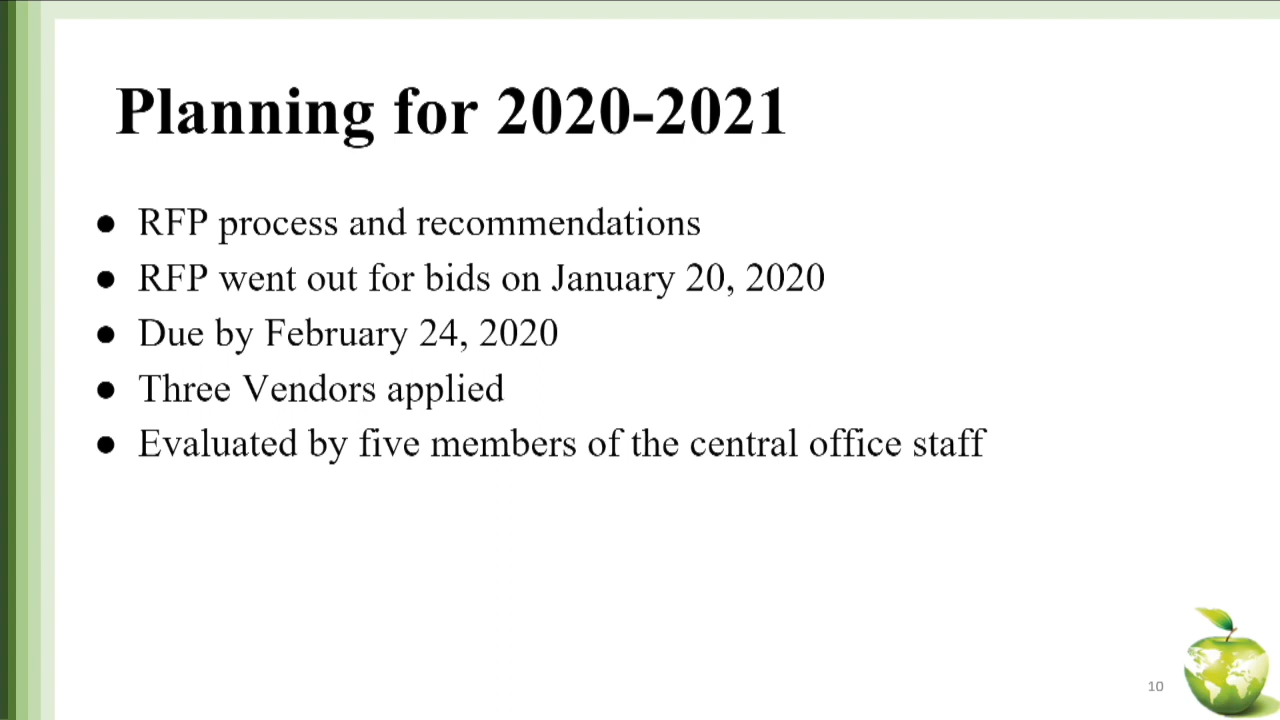 Planning for 2020-2021
● RFP process and recommendations
● RFP went out for bids on January 20, 2020
● Due by February 24, 2020
● Three Vendors applied
● Evaluated by five members of the central office staff
10